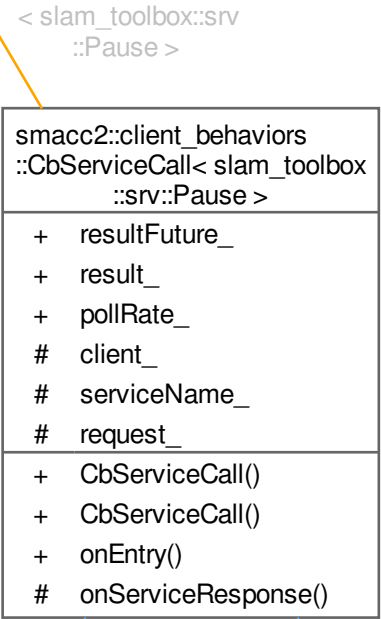 < slam_toolbox::srv
::Pause >
smacc2::client_behaviors
::CbServiceCall< slam_toolbox
::srv::Pause >
+ resultFuture_
+ result_
+ pollRate_
# client_
# serviceName_
# request_
+ CbServiceCall()
+ CbServiceCall()
+ onEntry()
# onServiceResponse()